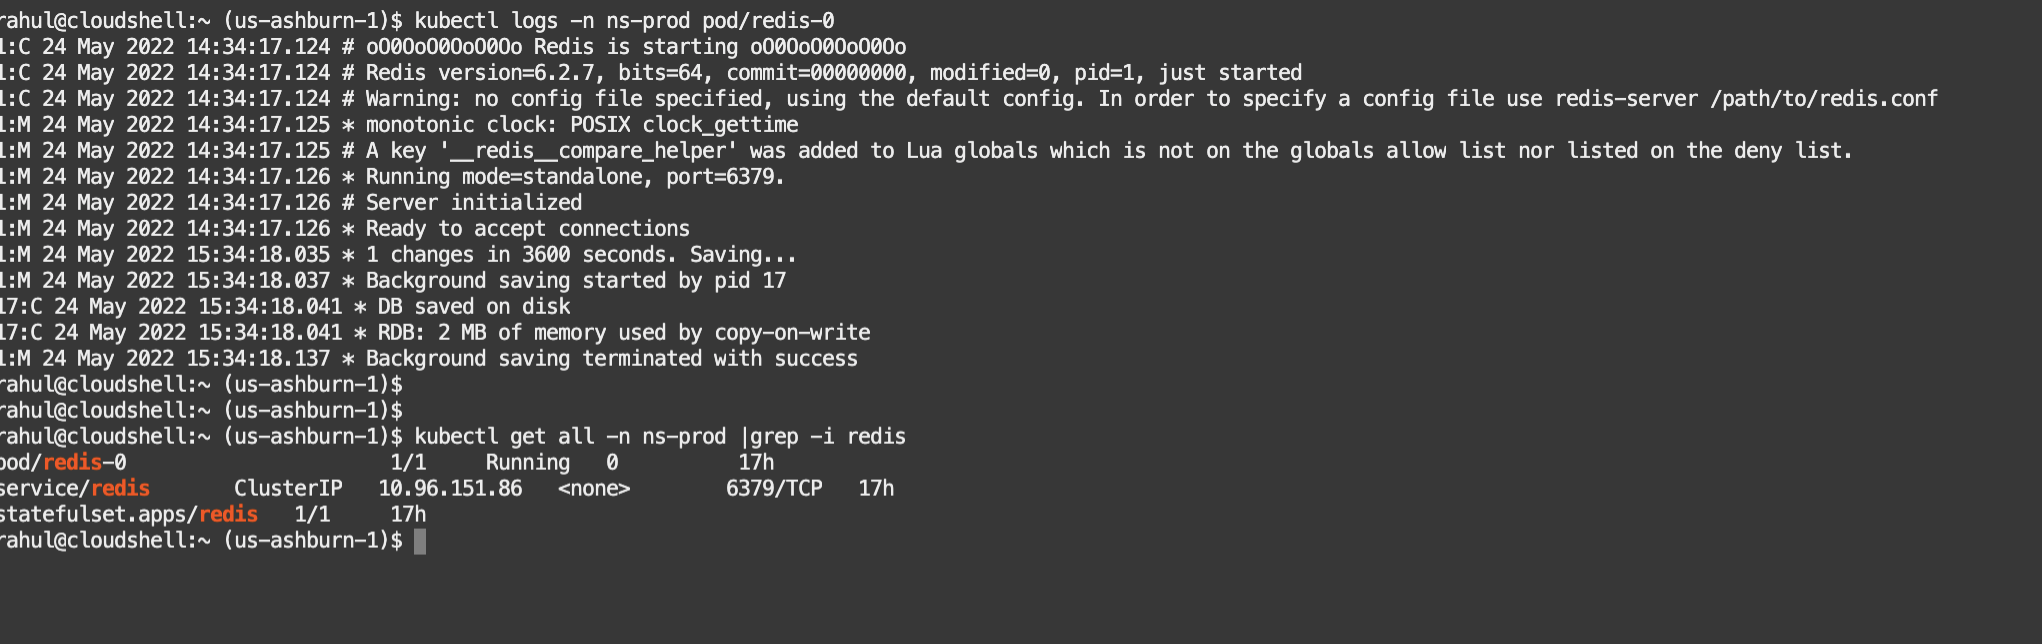 rahul@cloudshell:~ (us-ashburn-1)$ kubectl logs -n ns-prod pod/redis-0
1:C 24 May 2022 14:34:17.124 # oO0OoO0OoO0Oo Redis is starting oO0OoO0OoO0Oo
1:C 24 May 2022 14:34:17.124 # Redis version=6.2.7, bits=64, commit=00000000, modified=0, pid=1, just started
1:C 24 May 2022 14:34:17.124 # Warning: no config file specified, using the default config. In order to specify a config file use redis-server /path/to/redis.conf
1:M 24 May 2022 14:34:17.125 * monotonic clock: POSIX clock_gettime
1:M 24 May 2022 14:34:17.125 # A key '__redis__compare_helper' was added to Lua globals which is not on the globals allow list nor listed on the deny list.
1:M 24 May 2022 14:34:17.126 * Running mode=standalone, port=6379.
1:M 24 May 2022 14:34:17.126 # Server initialized
1:M 24 May 2022 14:34:17.126 * Ready to accept connections
1:M 24 May 2022 15:34:18.035 * 1 changes in 3600 seconds. Saving...
1:M 24 May 2022 15:34:18.037 * Background saving started by pid 17
17:C 24 May 2022 15:34:18.041 * DB saved on disk
17:C 24 May 2022 15:34:18.041 * RDB: 2 MB of memory used by copy-on-write
1:M 24 May 2022 15:34:18.137 * Background saving terminated with success
rahul@cloudshell:~ (us-ashburn-1)$
rahul@cloudshell:~ (us-ashburn-1)$
rahul@cloudshell:~ (us-ashburn-1)$ kubectl get all -n ns-prod |grep -i redis
pod/redis-0                      1/1     Running   0          17h
service/redis       ClusterIP   10.96.151.86   <none>        6379/TCP   17h
statefulset.apps/redis   1/1     17h
rahul@cloudshell:~ (us-ashburn-1)$